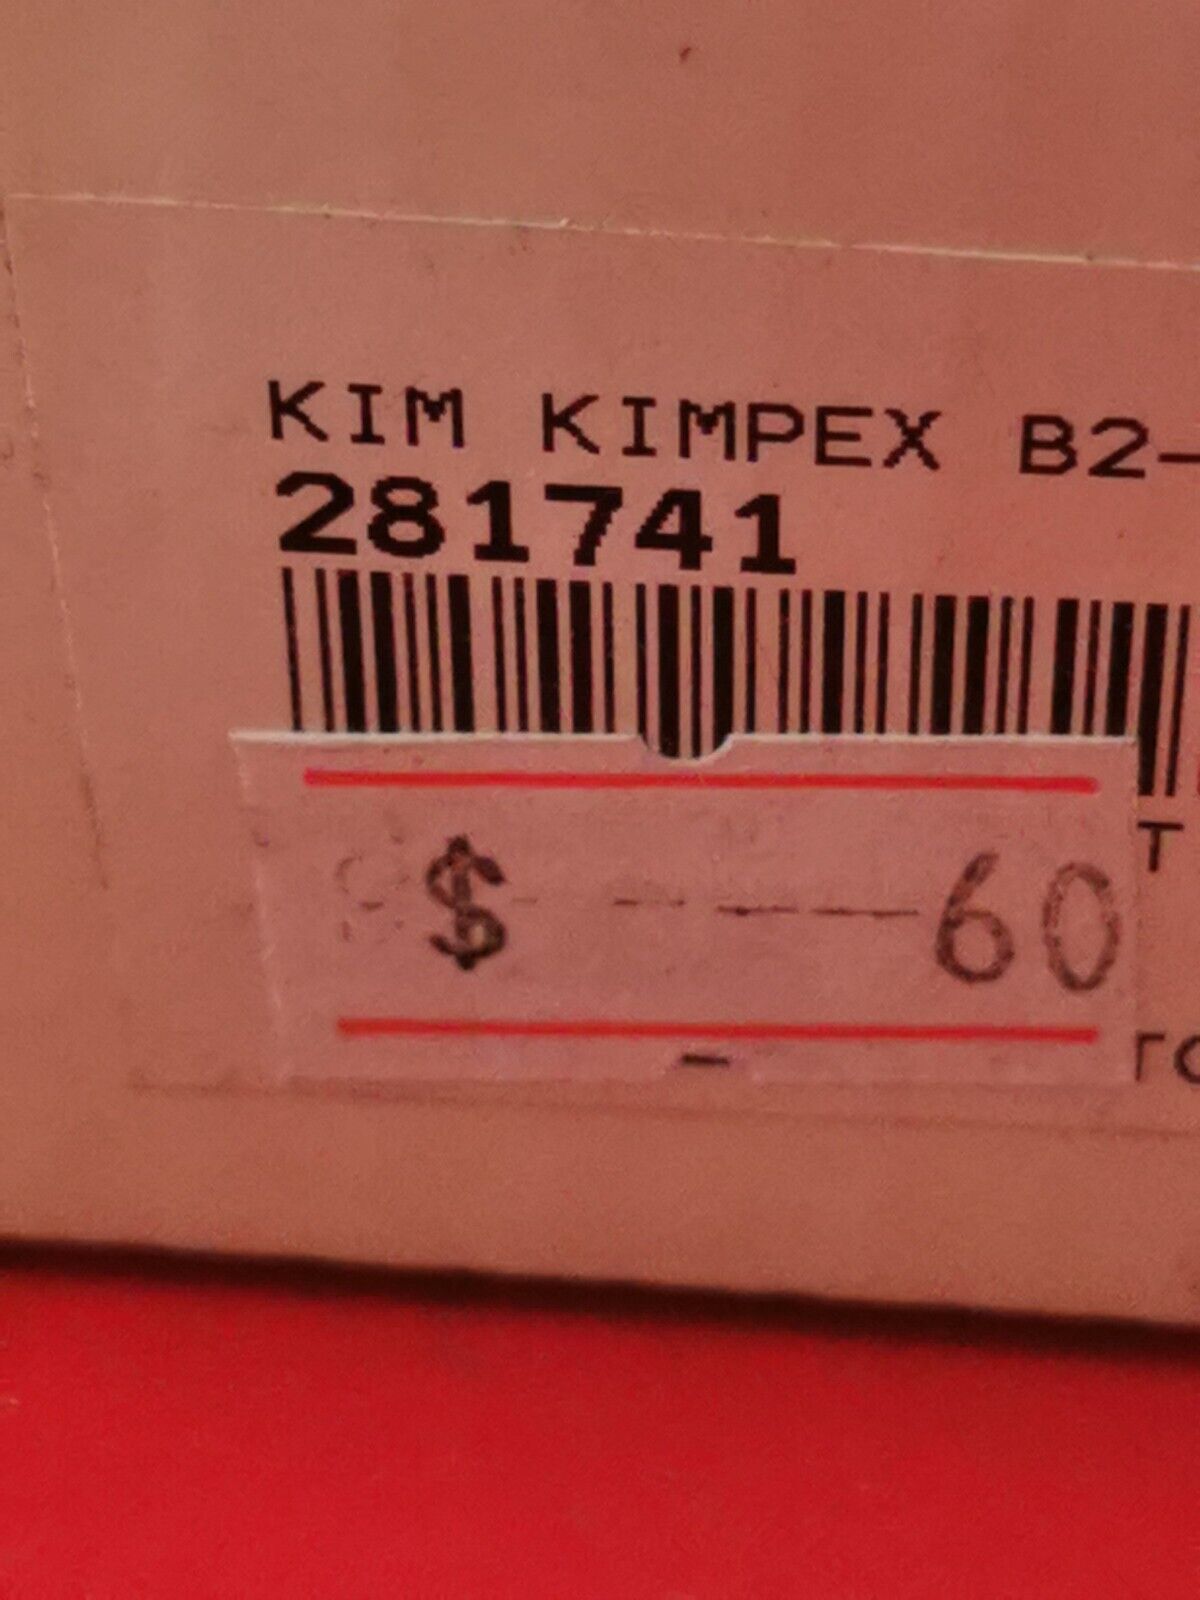 KIM KIMPEX B2-
281741
T
$ 60